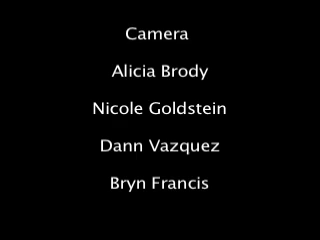 Camera
Alicia Brody
Nicole Goldstein
Dann Vazquez
Bryn Francis